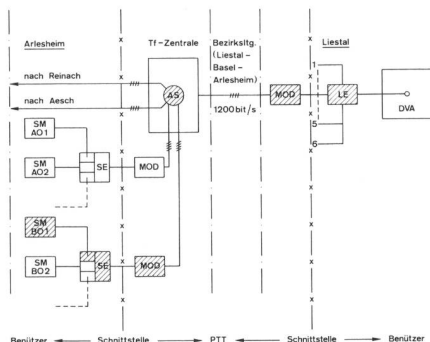 Arlesheim
Tf-Zentrale
Bezirksltg.
(Liestal-
Basel-
Arlesheim)
Liestal
nach Reinach
nach Aesch
AS
1200 bit/s
MOD
1
5
6
LE
DVA
SM
AO1
SM
AO2
SE
MOD
SM
BO1
SM
BO2
SE
MOD
Benützer
Schnittstelle
PTT
Schnittstelle
Benützer